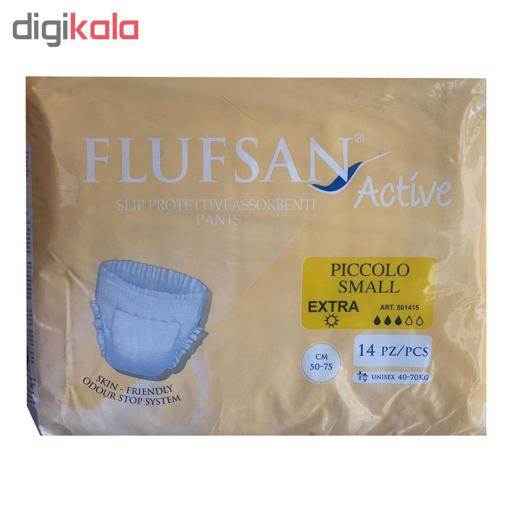 digikala
FLUFSAN®
Active
SLIP PROTETTIVI ASSORBENTI
PANTS
PICCOLO
SMALL
EXTRA
ART. 501415
CM
50-75
14 PZ/PCS
UNISEX 40-70KG
SKIN - FRIENDLY
ODOUR STOP SYSTEM